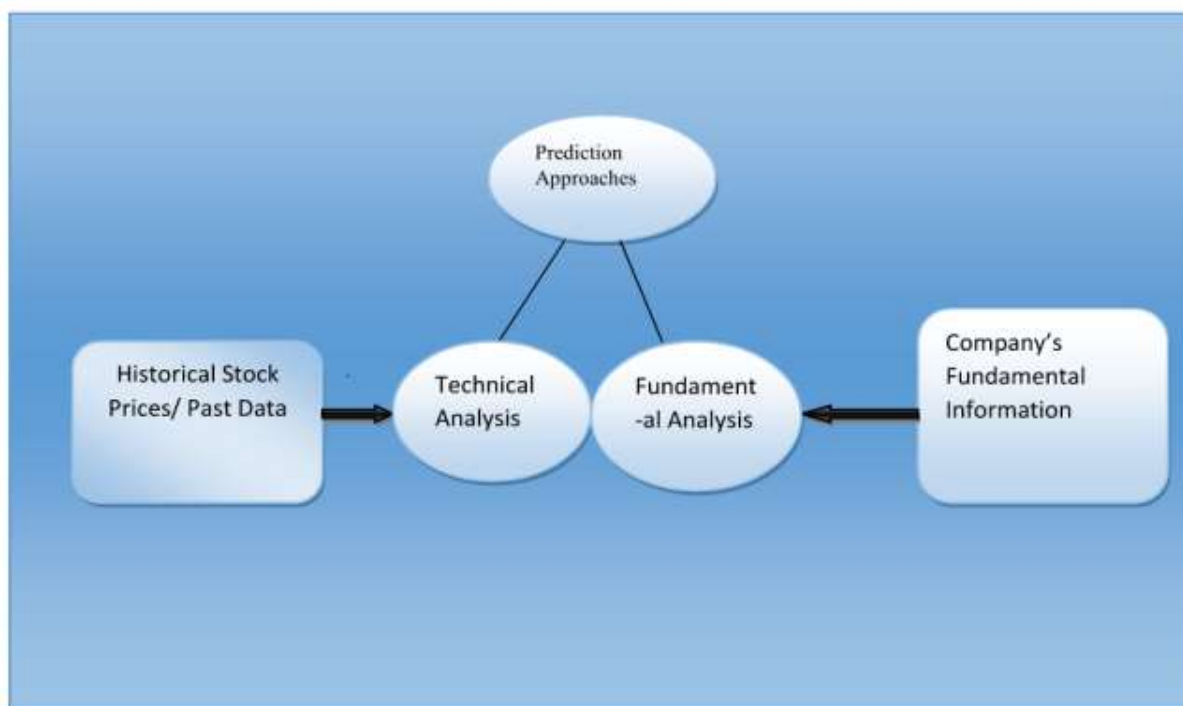 Prediction
Approaches
Historical Stock
Prices/ Past Data
Technical
Analysis
Fundament
-al Analysis
Company’s
Fundamental
Information